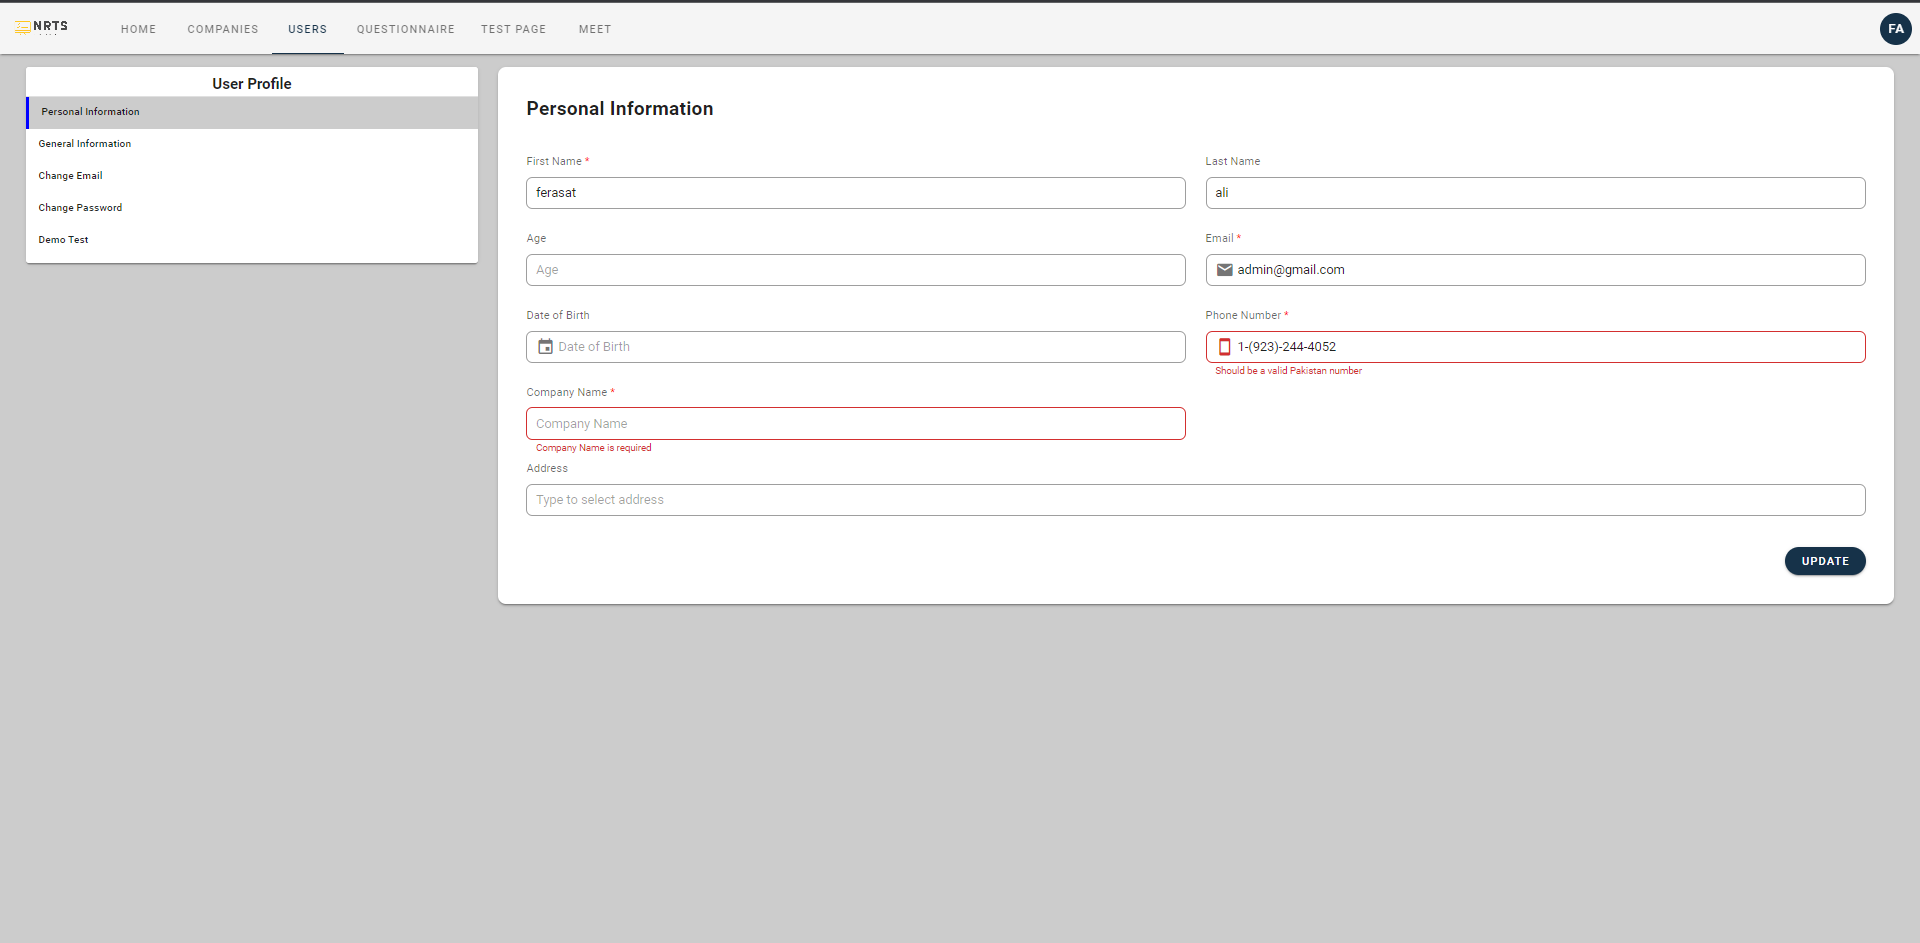 NRTS
HOME COMPANIES USERS QUESTIONNAIRE TEST PAGE MEET
FA
User Profile
Personal Information
General Information
Change Email
Change Password
Demo Test
Personal Information
First Name *
ferasat
Last Name
ali
Age
Age
Email *
admin@gmail.com
Date of Birth
Date of Birth
Phone Number *
1-(923)-244-4052
Should be a valid Pakistan number
Company Name *
Company Name
Company Name is required
Address
Type to select address
UPDATE